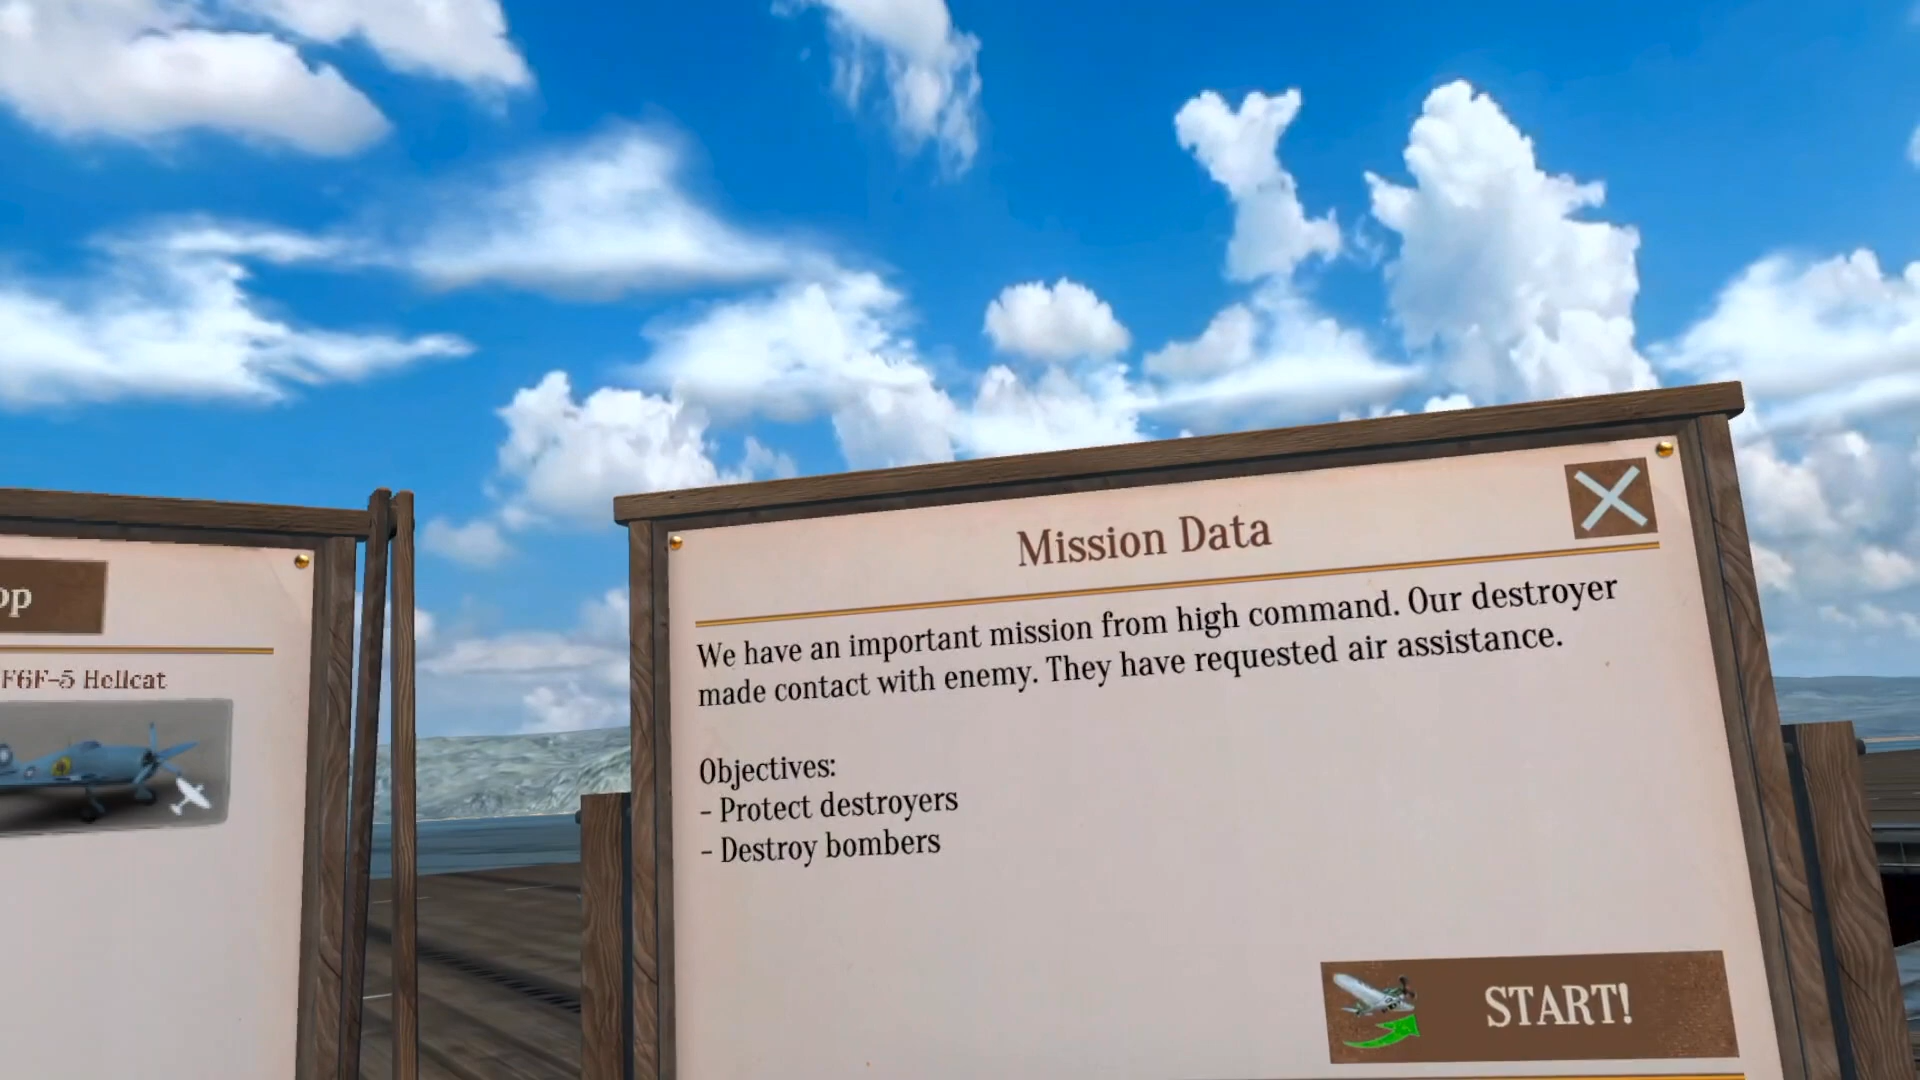 F6F-5 Hellcat
Mission Data
We have an important mission from high command. Our destroyer
made contact with enemy. They have requested air assistance.
Objectives:
- Protect destroyers
- Destroy bombers
START!